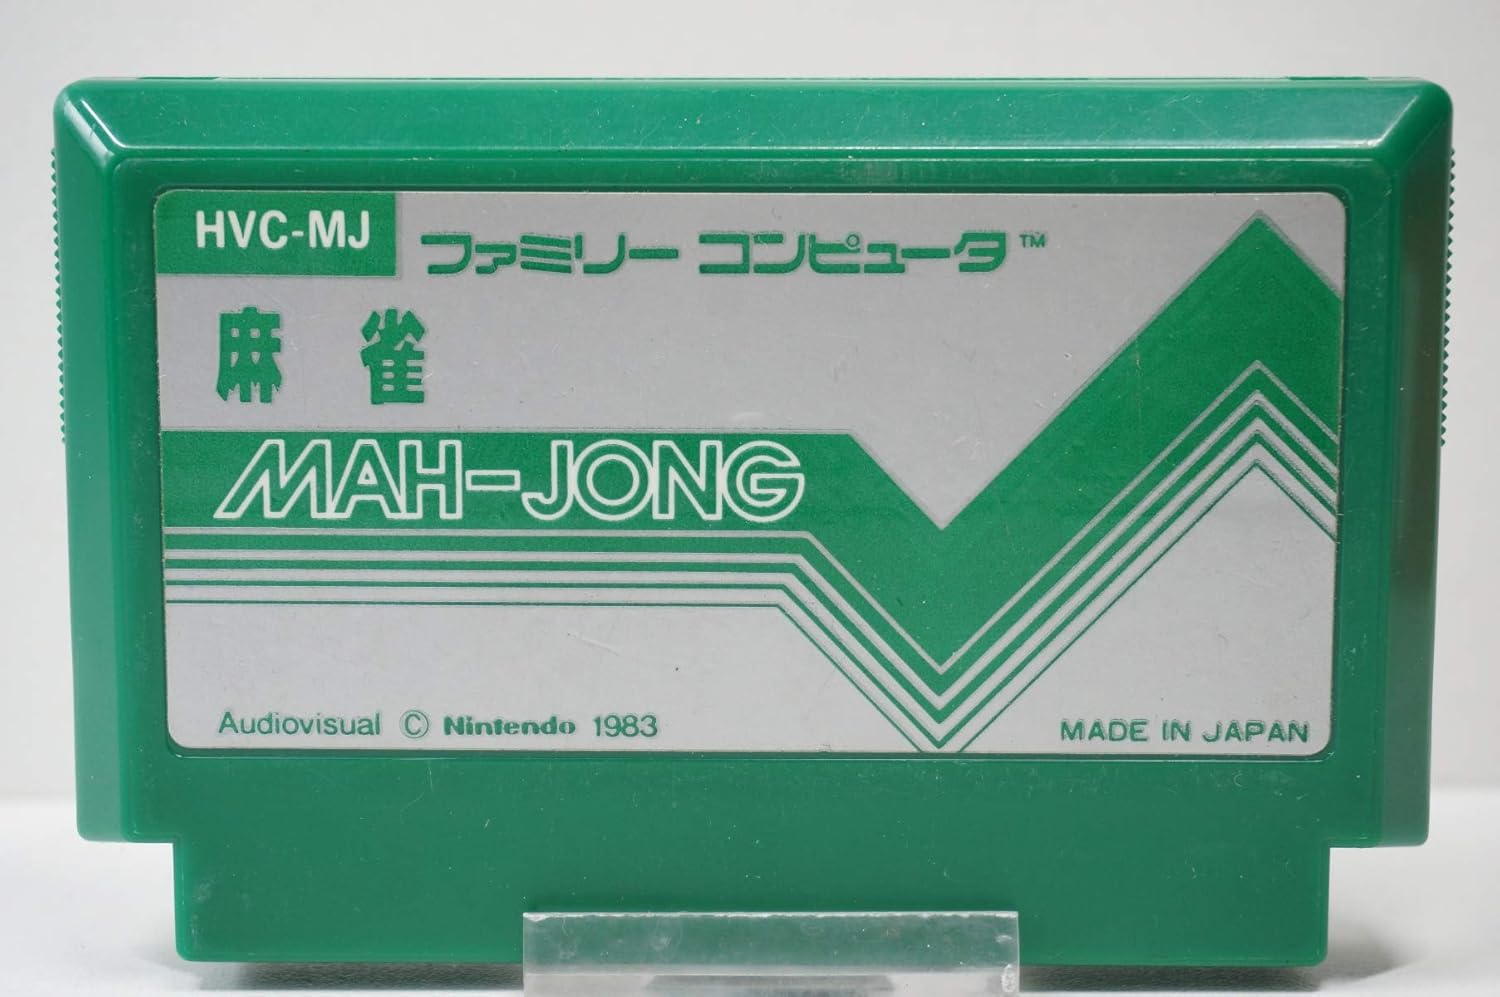 HVC-MJ
ファミリー コンピュータ™
麻雀
MAH-JONG
Audiovisual © Nintendo 1983
MADE IN JAPAN